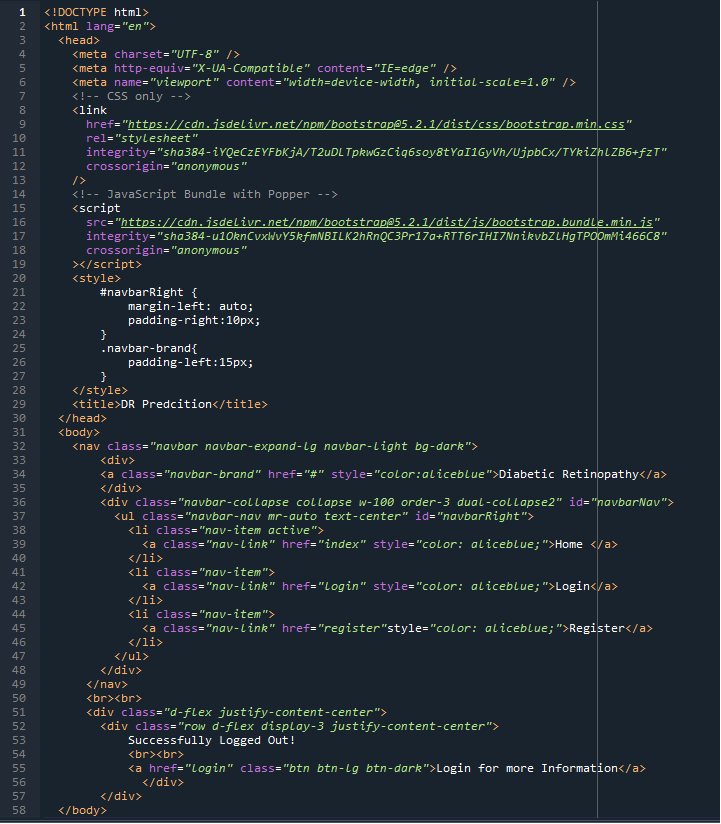 1 <!DOCTYPE html>
2 <html lang="en">
3 <head>
4 <meta charset="UTF-8" />
5 <meta http-equiv="X-UA-Compatible" content="IE=edge" />
6 <meta name="viewport" content="width=device-width, initial-scale=1.0" />
7 <!-- CSS only -->
8 <link
9 href="https://cdn.jsdelivr.net/npm/bootstrap@5.2.1/dist/css/bootstrap.min.css"
10 rel="stylesheet"
11 integrity="sha384-iYQeCzEYFbKjA/T2uDLTpkwGzCiq6soy8tYaI1GyVh/UjpbCx/TYkiZhlZB6+fzT"
12 crossorigin="anonymous"
13 />
14 <!-- JavaScript Bundle with Popper -->
15 <script
16 src="https://cdn.jsdelivr.net/npm/bootstrap@5.2.1/dist/js/bootstrap.bundle.min.js"
17 integrity="sha384-u1OknCvxWvY5kfmNBILK2hRnQC3Pr17a+RTT6rIHI7NnikvbZlHgTPOOmMi466C8"
18 crossorigin="anonymous"
19 ></script>
20 <style>
21 #navbarRight {
22 margin-left: auto;
23 padding-right:10px;
24 }
25 .navbar-brand{
26 padding-left:15px;
27 }
28 </style>
29 <title>DR Predcition</title>
30 </head>
31 <body>
32 <nav class="navbar navbar-expand-lg navbar-light bg-dark">
33 <div>
34 <a class="navbar-brand" href="#" style="color:aliceblue">Diabetic Retinopathy</a>
35 </div>
36 <div class="navbar-collapse collapse w-100 order-3 dual-collapse2" id="navbarNav">
37 <ul class="navbar-nav mr-auto text-center" id="navbarRight">
38 <li class="nav-item active">
39 <a class="nav-link" href="index" style="color: aliceblue;">Home </a>
40 </li>
41 <li class="nav-item">
42 <a class="nav-link" href="login" style="color: aliceblue;">Login</a>
43 </li>
44 <li class="nav-item">
45 <a class="nav-link" href="register"style="color: aliceblue;">Register</a>
46 </li>
47 </ul>
48 </div>
49 </nav>
50 <br><br>
51 <div class="d-flex justify-content-center">
52 <div class="row d-flex display-3 justify-content-center">
53 Successfully Logged Out!
54 <br><br>
55 <a href="login" class="btn btn-lg btn-dark">Login for more Information</a>
56 </div>
57 </div>
58 </body>